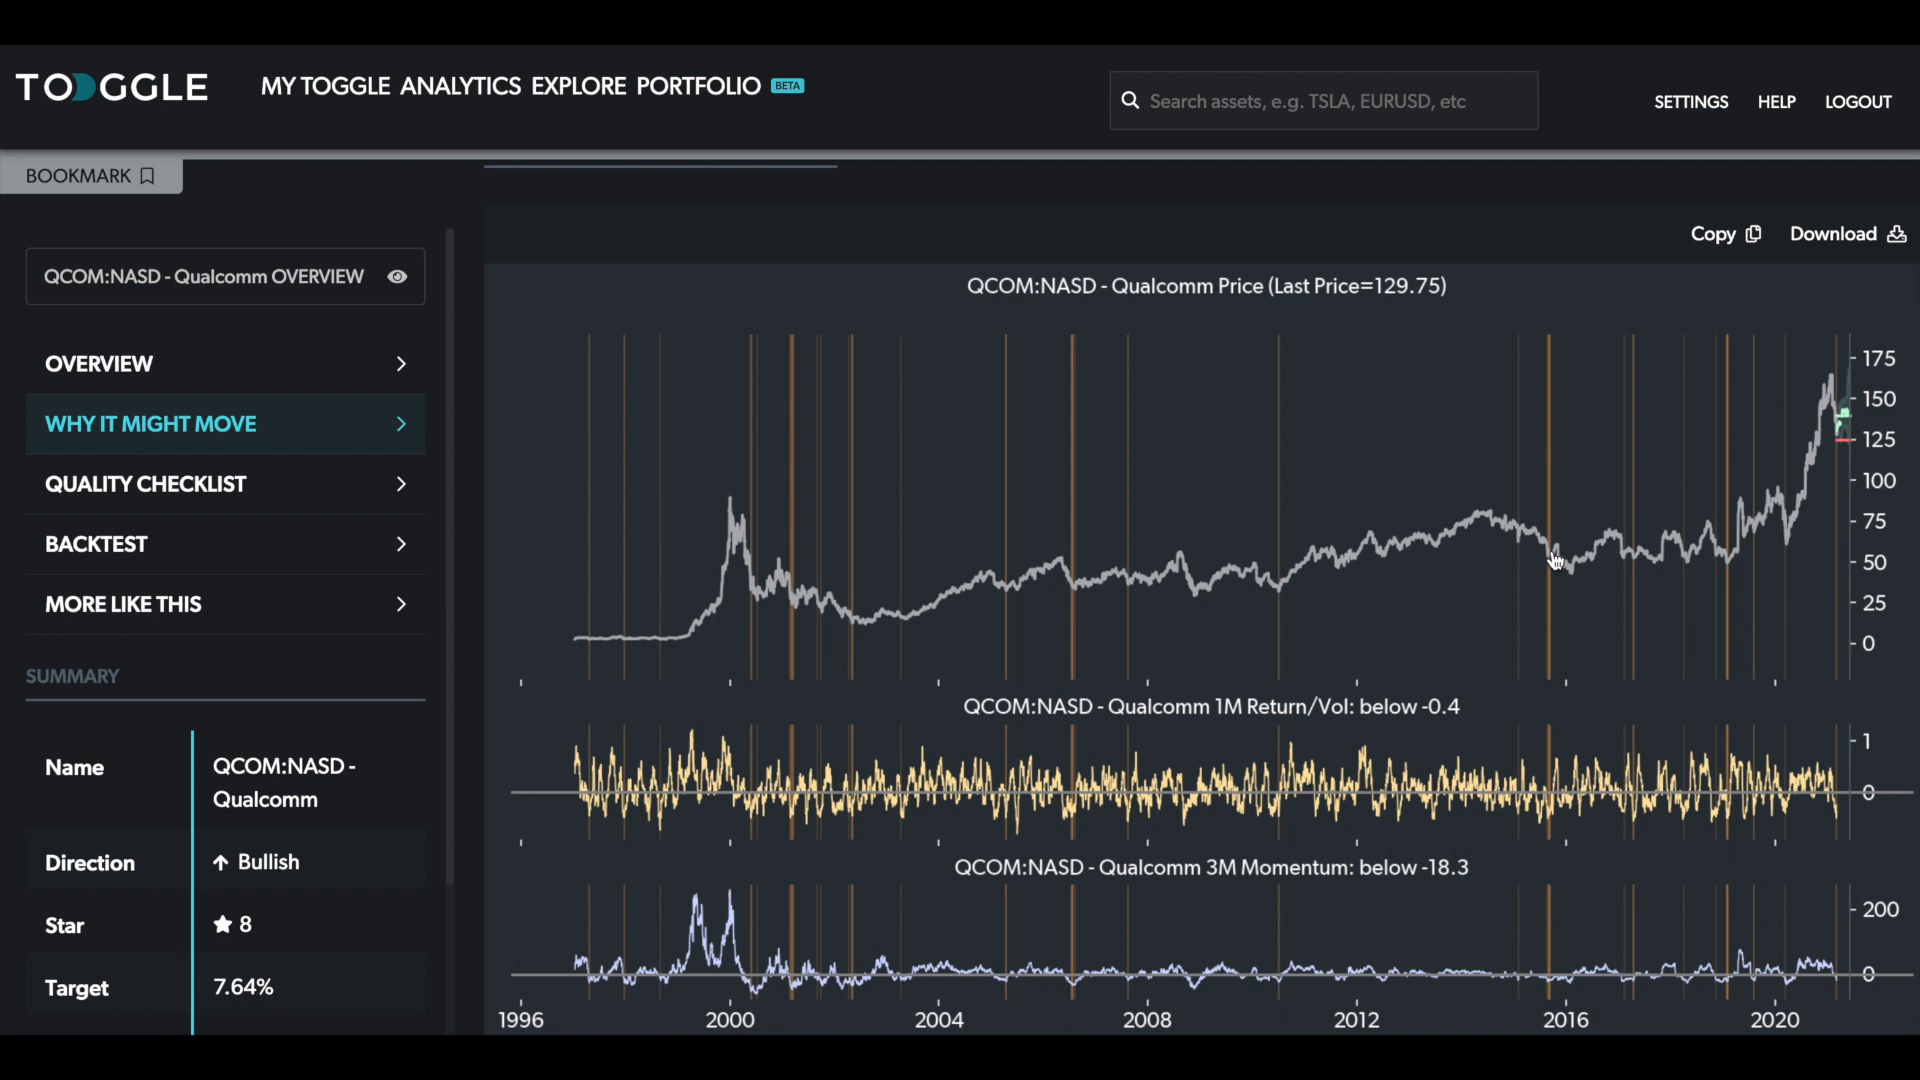 TOGGLE
MY TOGGLE ANALYTICS EXPLORE PORTFOLIO BETA
Search assets, e.g. TSLA, EURUSD, etc
SETTINGS HELP LOGOUT
BOOKMARK
QCOM:NASD - Qualcomm OVERVIEW
OVERVIEW
WHY IT MIGHT MOVE
QUALITY CHECKLIST
BACKTEST
MORE LIKE THIS
SUMMARY
Name QCOM:NASD -
Qualcomm
Direction Bullish
Star 8
Target 7.64%
Copy Download
QCOM:NASD - Qualcomm Price (Last Price=129.75)
175
150
125
100
75
50
25
0
QCOM:NASD - Qualcomm 1M Return/Vol: below -0.4
1
0
QCOM:NASD - Qualcomm 3M Momentum: below -18.3
200
0
1996 2000 2004 2008 2012 2016 2020